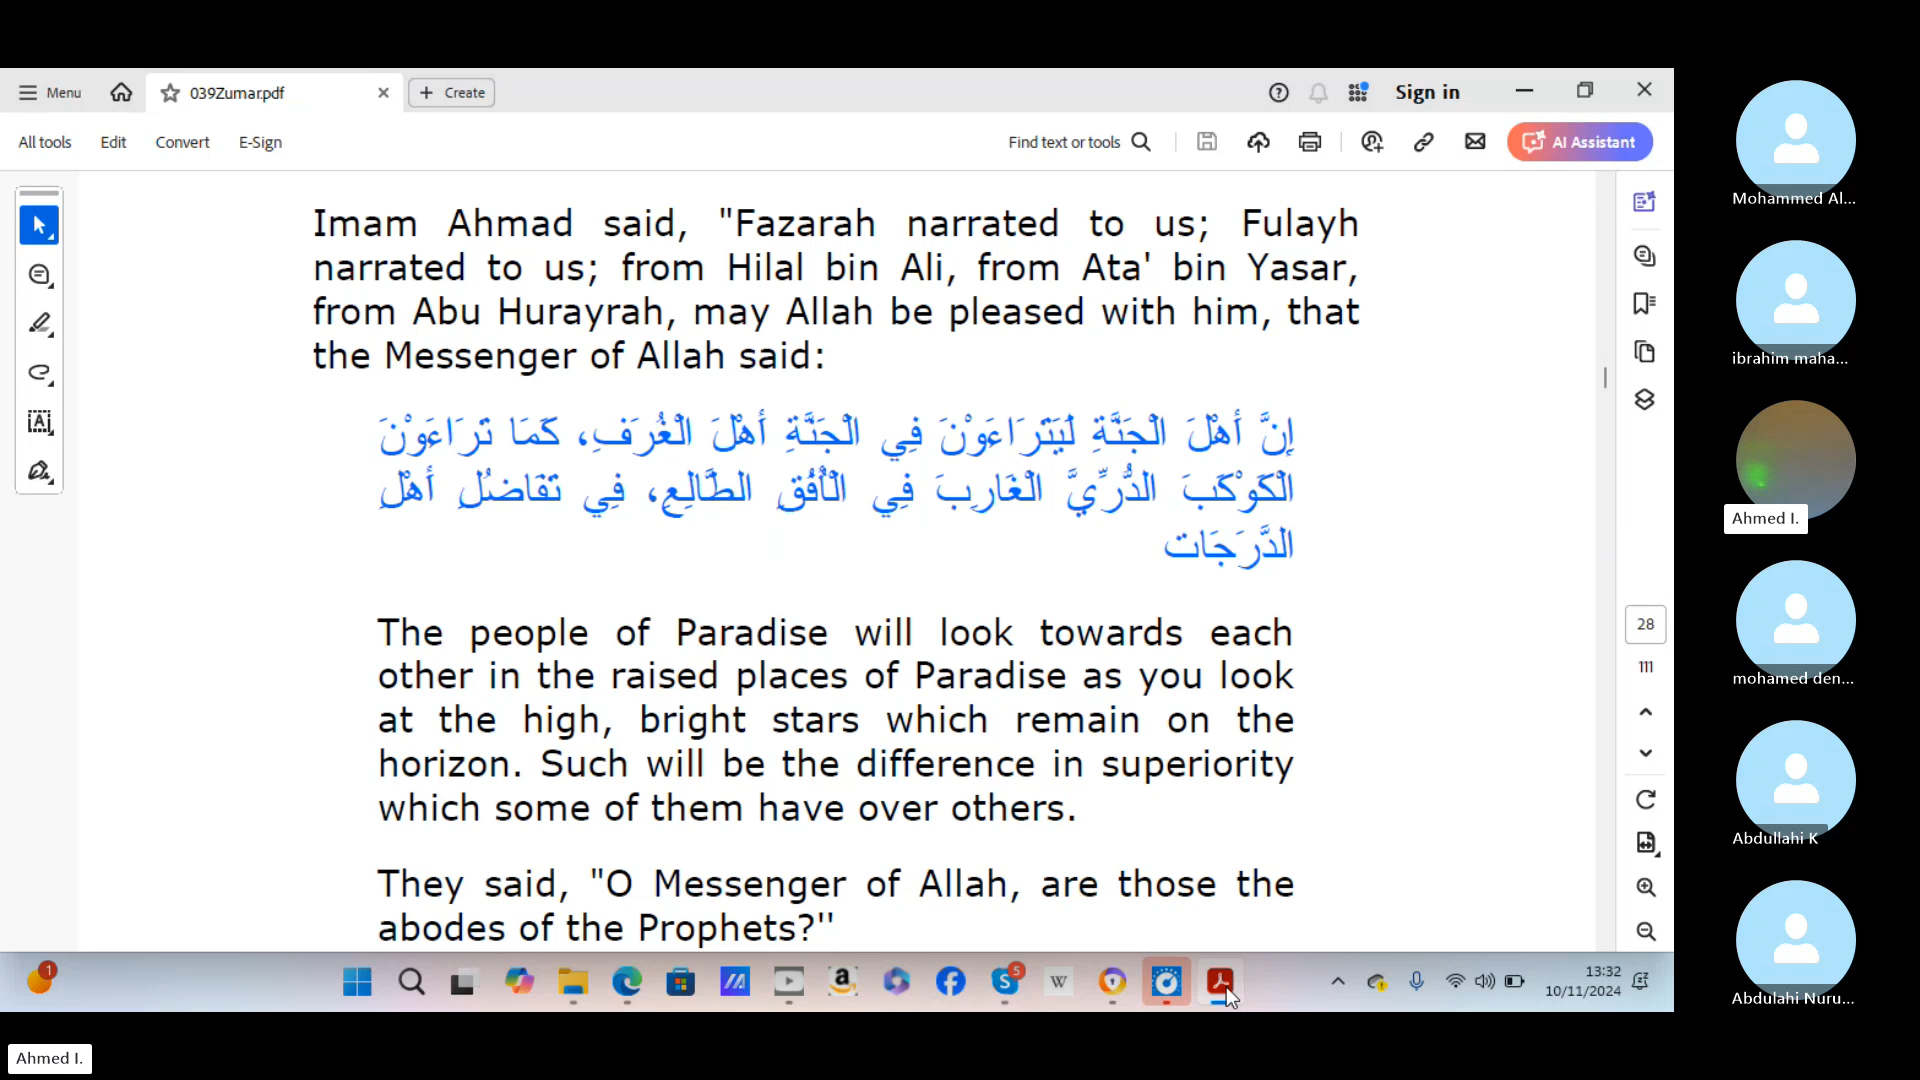 Menu
039Zumar.pdf
Create
Sign in
All tools
Edit
Convert
E-Sign
Find text or tools
AI Assistant
Imam Ahmad said, "Fazarah narrated to us; Fulayh
narrated to us; from Hilal bin Ali, from Ata' bin Yasar,
from Abu Hurayrah, may Allah be pleased with him, that
the Messenger of Allah said:
إِنَّ أَهْلَ الْجَنَّةِ لَيَتَرَاءَوْنَ فِي الْجَنَّةِ أَهْلَ الْغُرَفِ، كَمَا تَرَاءَوْنَ
الْكَوْكَبَ الدُّرِّيَّ الْغَارِبَ فِي الْأُفُقِ الطَّالِعِ، فِي تَفَاضُلِ أَهْلِ
الدَّرَجَات
The people of Paradise will look towards each
other in the raised places of Paradise as you look
at the high, bright stars which remain on the
horizon. Such will be the difference in superiority
which some of them have over others.
They said, "O Messenger of Allah, are those the
abodes of the Prophets?''
28
111
1
5
W
13:32
10/11/2024
Mohammed Al...
ibrahim maha...
Ahmed I.
mohamed den...
Abdullahi K
Abdulahi Nuru...
Ahmed I.